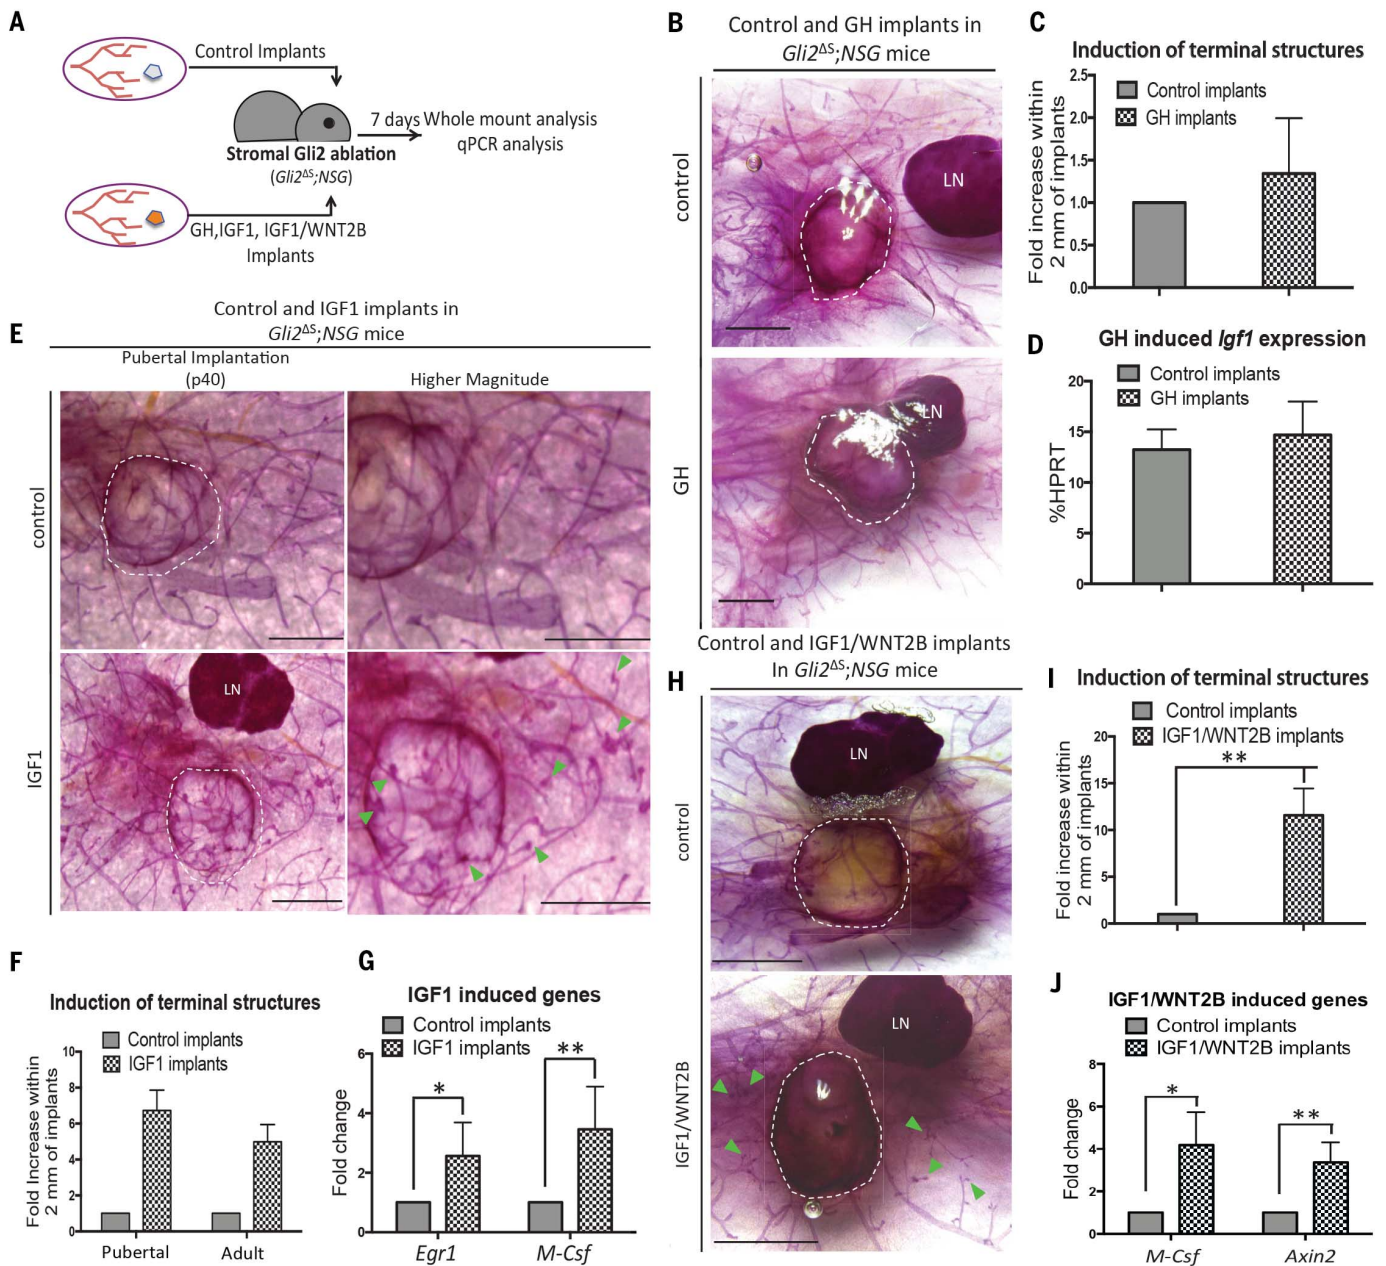 A
Control Implants
7 days Whole mount analysis
qPCR analysis
Stromal Gli2 ablation
(Gli2ΔS;NSG)
GH,IGF1, IGF1/WNT2B
Implants
B
Control and GH implants in
Gli2ΔS;NSG mice
control
LN
GH
LN
C
Induction of terminal structures
Control implants
GH implants
Fold increase within
2 mm of implants
2.5
2.0
1.5
1.0
0.5
0.0
D
GH induced Igf1 expression
Control implants
GH implants
%HPRT
20
15
10
5
0
E
Control and IGF1 implants in
Gli2ΔS;NSG mice
Pubertal Implantation
(p40)
Higher Magnitude
control
IGF1
LN
F
Induction of terminal structures
Control implants
IGF1 implants
Fold Increase within
2 mm of implants
10
8
6
4
2
0
Pubertal
Adult
G
IGF1 induced genes
Control implants
IGF1 implants
Fold change
6
4
2
0
*
**
Egr1
M-Csf
H
Control and IGF1/WNT2B implants
In Gli2ΔS;NSG mice
control
LN
IGF1/WNT2B
LN
I
Induction of terminal structures
Control implants
IGF1/WNT2B implants
Fold increase within
2 mm of implants
20
15
10
5
0
**
J
IGF1/WNT2B induced genes
Control implants
IGF1/WNT2B implants
Fold change
8
6
4
2
0
*
**
M-Csf
Axin2